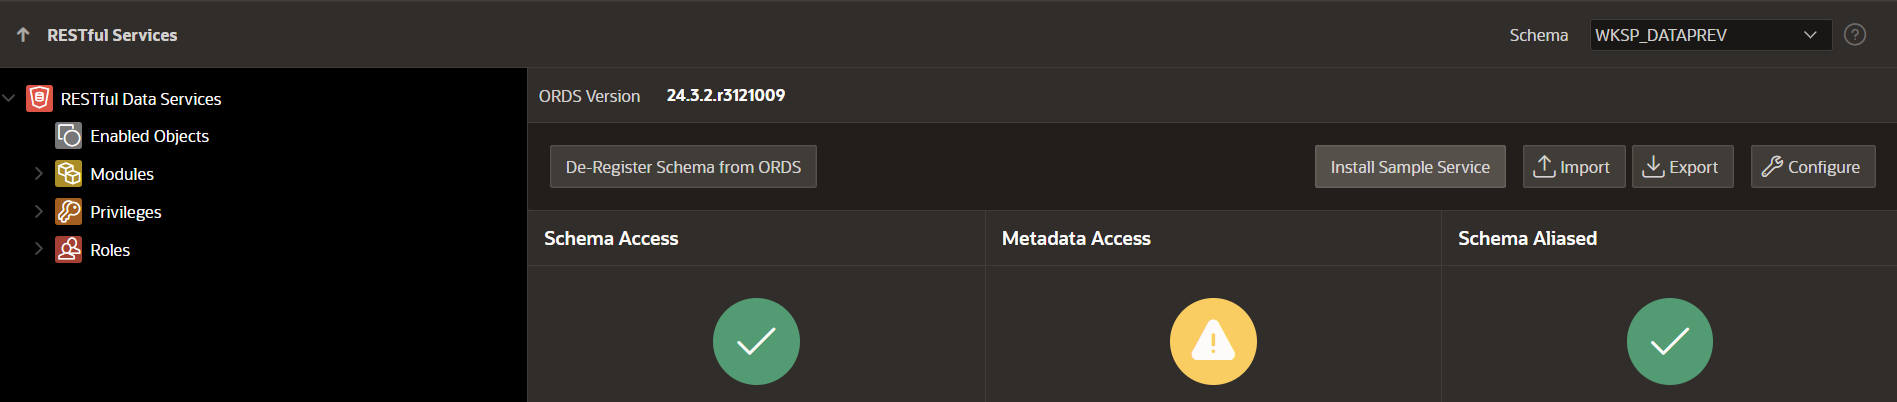 RESTful Services
Schema WKSP_DATAPREV
RESTful Data Services
Enabled Objects
Modules
Privileges
Roles
ORDS Version 24.3.2.r3121009
De-Register Schema from ORDS Install Sample Service Import Export Configure
Schema Access Metadata Access Schema Aliased